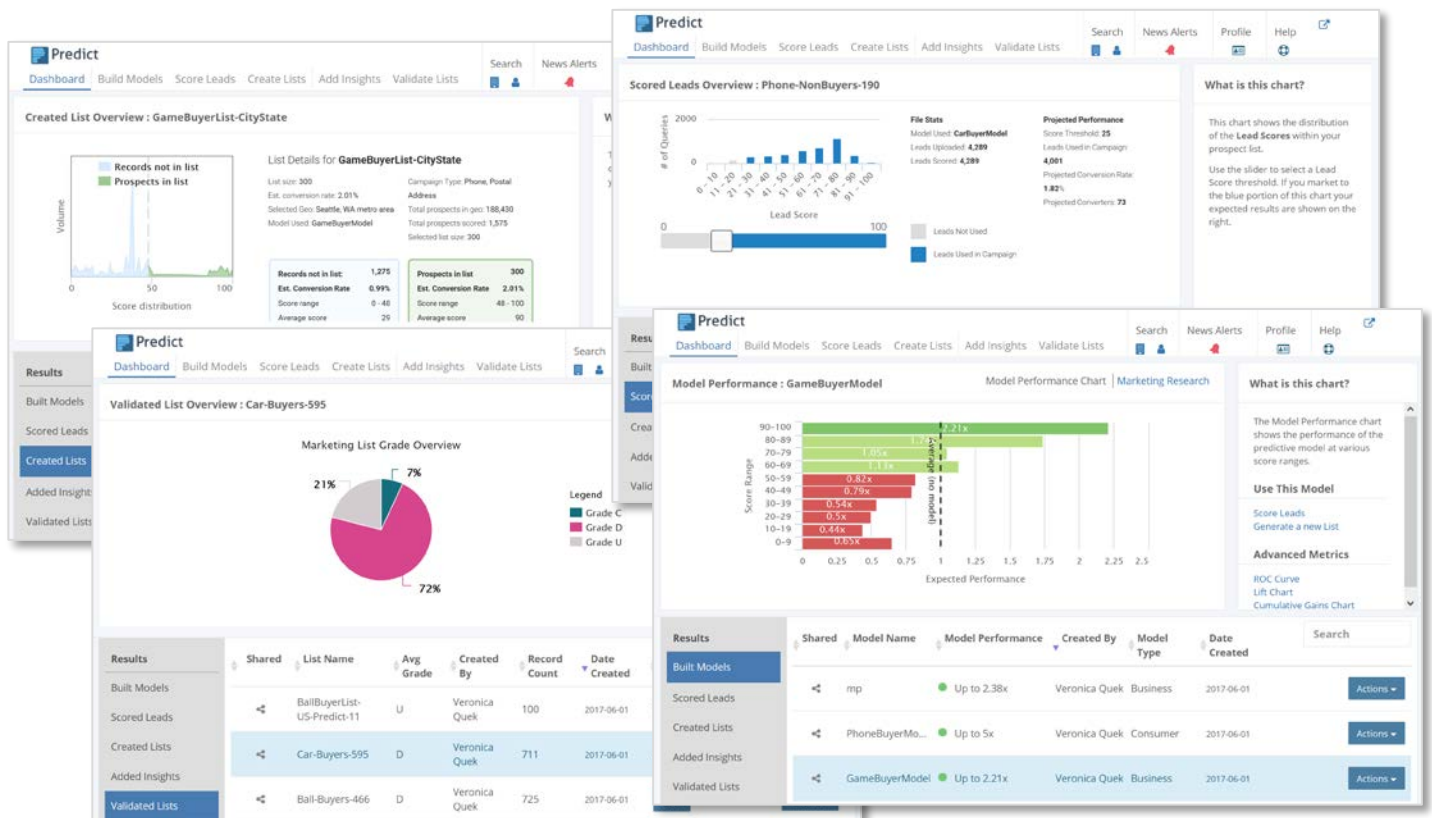 Predict
Search News Alerts
Dashboard Build Models Score Leads Create Lists Add Insights Validate Lists
Created List Overview : GameBuyerList-CityState
Records not in list
Prospects in list
Volume
0 50 100
Score distribution
List Details for GameBuyerList-CityState
List size: 300
Est. conversion rate: 2.01%
Selected Geo: Seattle, WA metro area
Model Used: GameBuyerModel
Campaign Type: Phone, Postal
Address
Total prospects in geo: 188,430
Total prospects scored: 1,575
Selected list size: 300
Records not in list: 1,275
Est. Conversion Rate 0.99%
Score range 0 - 48
Average score 29
Prospects in list 300
Est. Conversion Rate 2.01%
Score range 48 - 100
Average score 90
Results
Built Models
Scored Leads
Created Lists
Added Insights
Validated Lists
Predict
Search News Alerts Profile Help
Dashboard Build Models Score Leads Create Lists Add Insights Validate Lists
Scored Leads Overview : Phone-NonBuyers-190
# of Queries
2000
0
0 - 10
11 - 20
21 - 30
31 - 40
41 - 50
51 - 60
61 - 70
71 - 80
81 - 90
91 - 100
Lead Score
0 100
File Stats
Model Used: CarBuyerModel
Leads Uploaded: 4,289
Leads Scored: 4,289
Projected Performance
Score Threshold: 25
Leads Used in Campaign:
4,001
Projected Conversion Rate:
1.82%
Projected Converters: 73
Leads Not Used
Leads Used in Campaign
What is this chart?
This chart shows the distribution
of the Lead Scores within your
prospect list.
Use the slider to select a Lead
Score threshold. If you market to
the blue portion of this chart your
expected results are shown on the
right.
Predict
Search
Dashboard Build Models Score Leads Create Lists Add Insights Validate Lists
Validated List Overview : Car-Buyers-595
Marketing List Grade Overview
7%
21%
72%
Legend
Grade C
Grade D
Grade U
Results
Built Models
Scored Leads
Created Lists
Added Insights
Validated Lists
Shared List Name Avg Grade Created By Record Count Date Created
BallBuyerList-
US-Predict-11 U Veronica Quek 100 2017-06-01
Car-Buyers-595 D Veronica Quek 711 2017-06-01
Ball-Buyers-466 D Veronica Quek 725 2017-06-01
Predict
Search News Alerts Profile Help
Dashboard Build Models Score Leads Create Lists Add Insights Validate Lists
Model Performance : GameBuyerModel
Model Performance Chart | Marketing Research
Score Range
90-100 2.21x
80-89
70-79 1.05x
60-69 1.13x
50-59 0.82x
40-49 0.79x
30-39 0.54x
20-29 0.5x
10-19 0.44x
0-9 0.65x
Average (no model)
0 0.25 0.5 0.75 1 1.25 1.5 1.75 2 2.25 2.5
Expected Performance
What is this chart?
The Model Performance chart
shows the performance of the
predictive model at various
score ranges.
Use This Model
Score Leads
Generate a new List
Advanced Metrics
ROC Curve
Lift Chart
Cumulative Gains Chart
Results
Built Models
Scored Leads
Created Lists
Added Insights
Validated Lists
Shared Model Name Model Performance Created By Model Type Date Created
Search
mp Up to 2.38x Veronica Quek Business 2017-06-01 Actions
PhoneBuyerMo... Up to 5x Veronica Quek Consumer 2017-06-01 Actions
GameBuyerModel Up to 2.21x Veronica Quek Business 2017-06-01 Actions